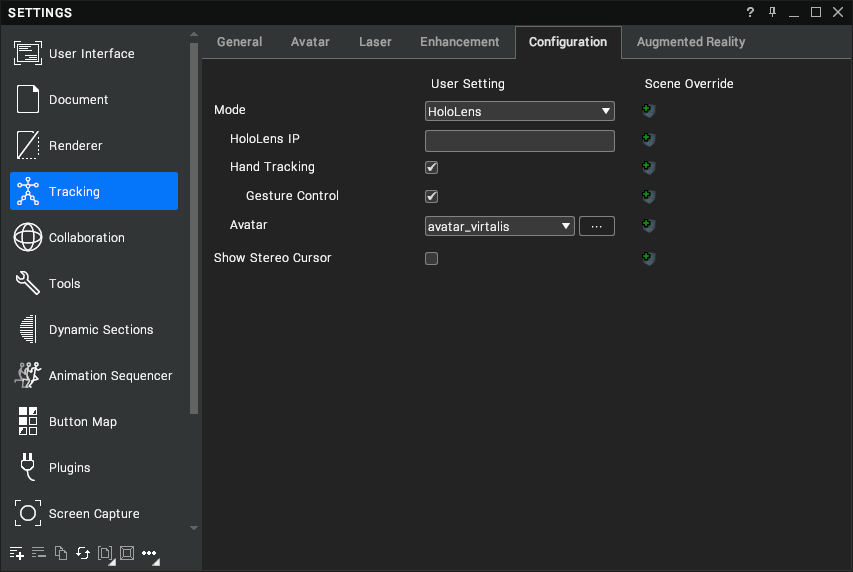 SETTINGS
?
User Interface
Document
Renderer
Tracking
Collaboration
Tools
Dynamic Sections
Animation Sequencer
Button Map
Plugins
Screen Capture
General Avatar Laser Enhancement Configuration Augmented Reality
User Setting Scene Override
Mode HoloLens
HoloLens IP
Hand Tracking
Gesture Control
Avatar avatar_virtalis ...
Show Stereo Cursor